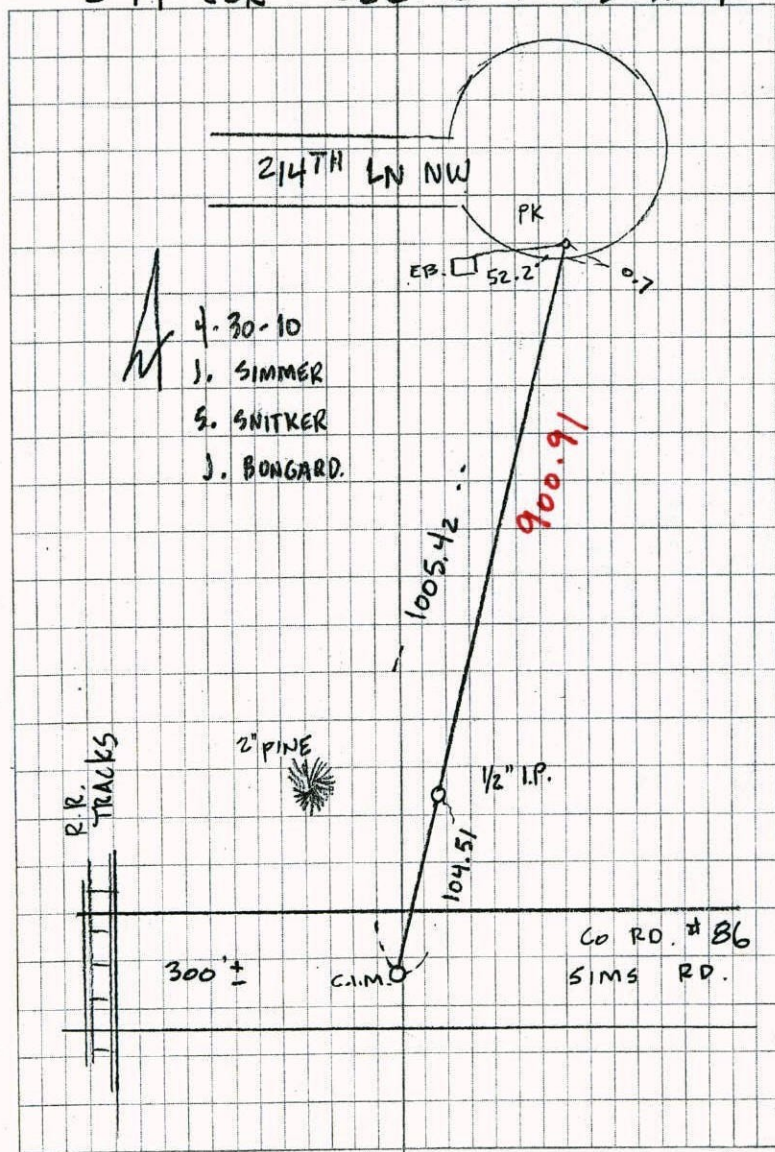 214TH LN NW
PK
E.B. 52.2' 0.7
4-30-10
J. SIMMER
S. SNITKER
J. BONGARD.
900.91
1005.42
2" PINE
1/2" I.P.
R.R. TRACKS
104.51
CO RD. # 86
SIMS RD.
300' ±
C.I.M.
N